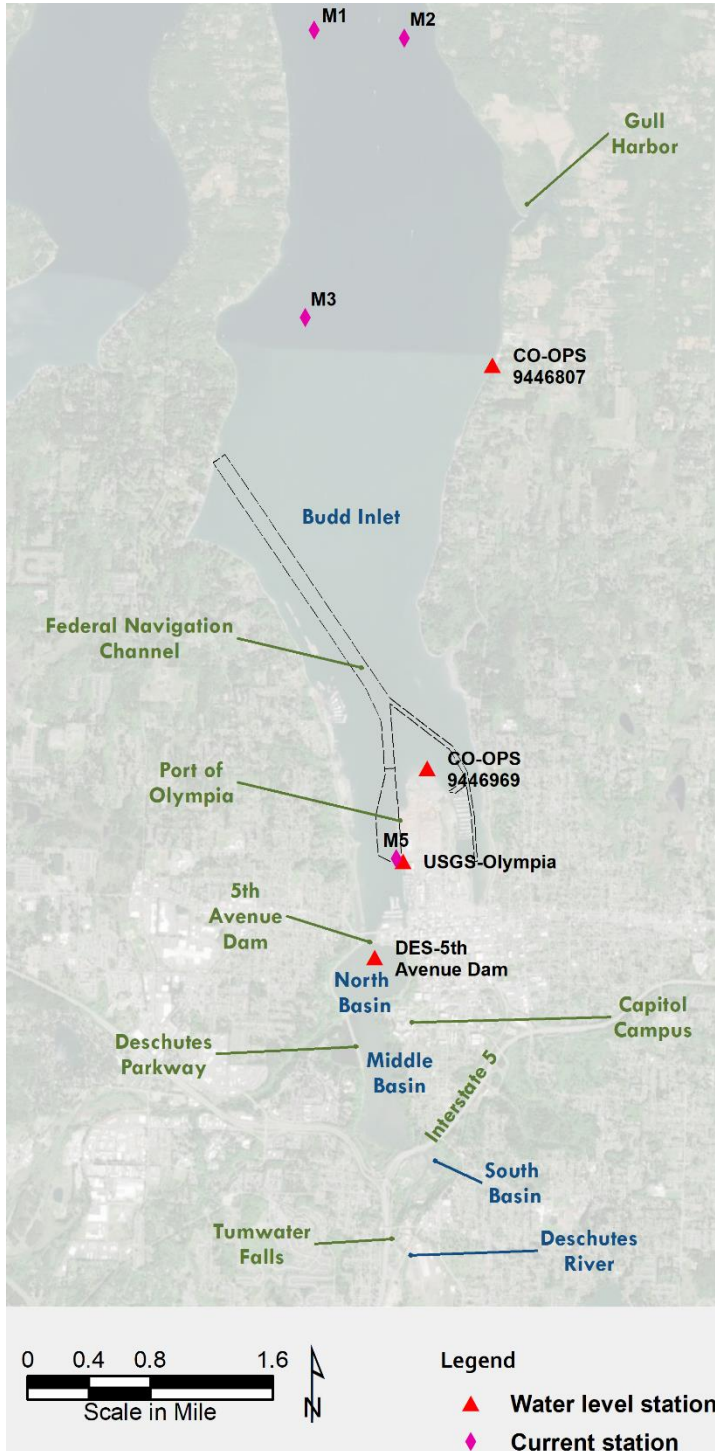 M1
M2
Gull
Harbor
M3
CO-OPS
9446807
Budd Inlet
Federal Navigation
Channel
CO-OPS
9446969
Port of
Olympia
M5
USGS-Olympia
5th
Avenue
Dam
DES-5th
Avenue Dam
North
Basin
Capitol
Campus
Deschutes
Parkway
Middle
Basin
Interstate 5
South
Basin
Tumwater
Falls
Deschutes
River
0 0.4 0.8 1.6
Scale in Mile
N
Legend
Water level station
Current station